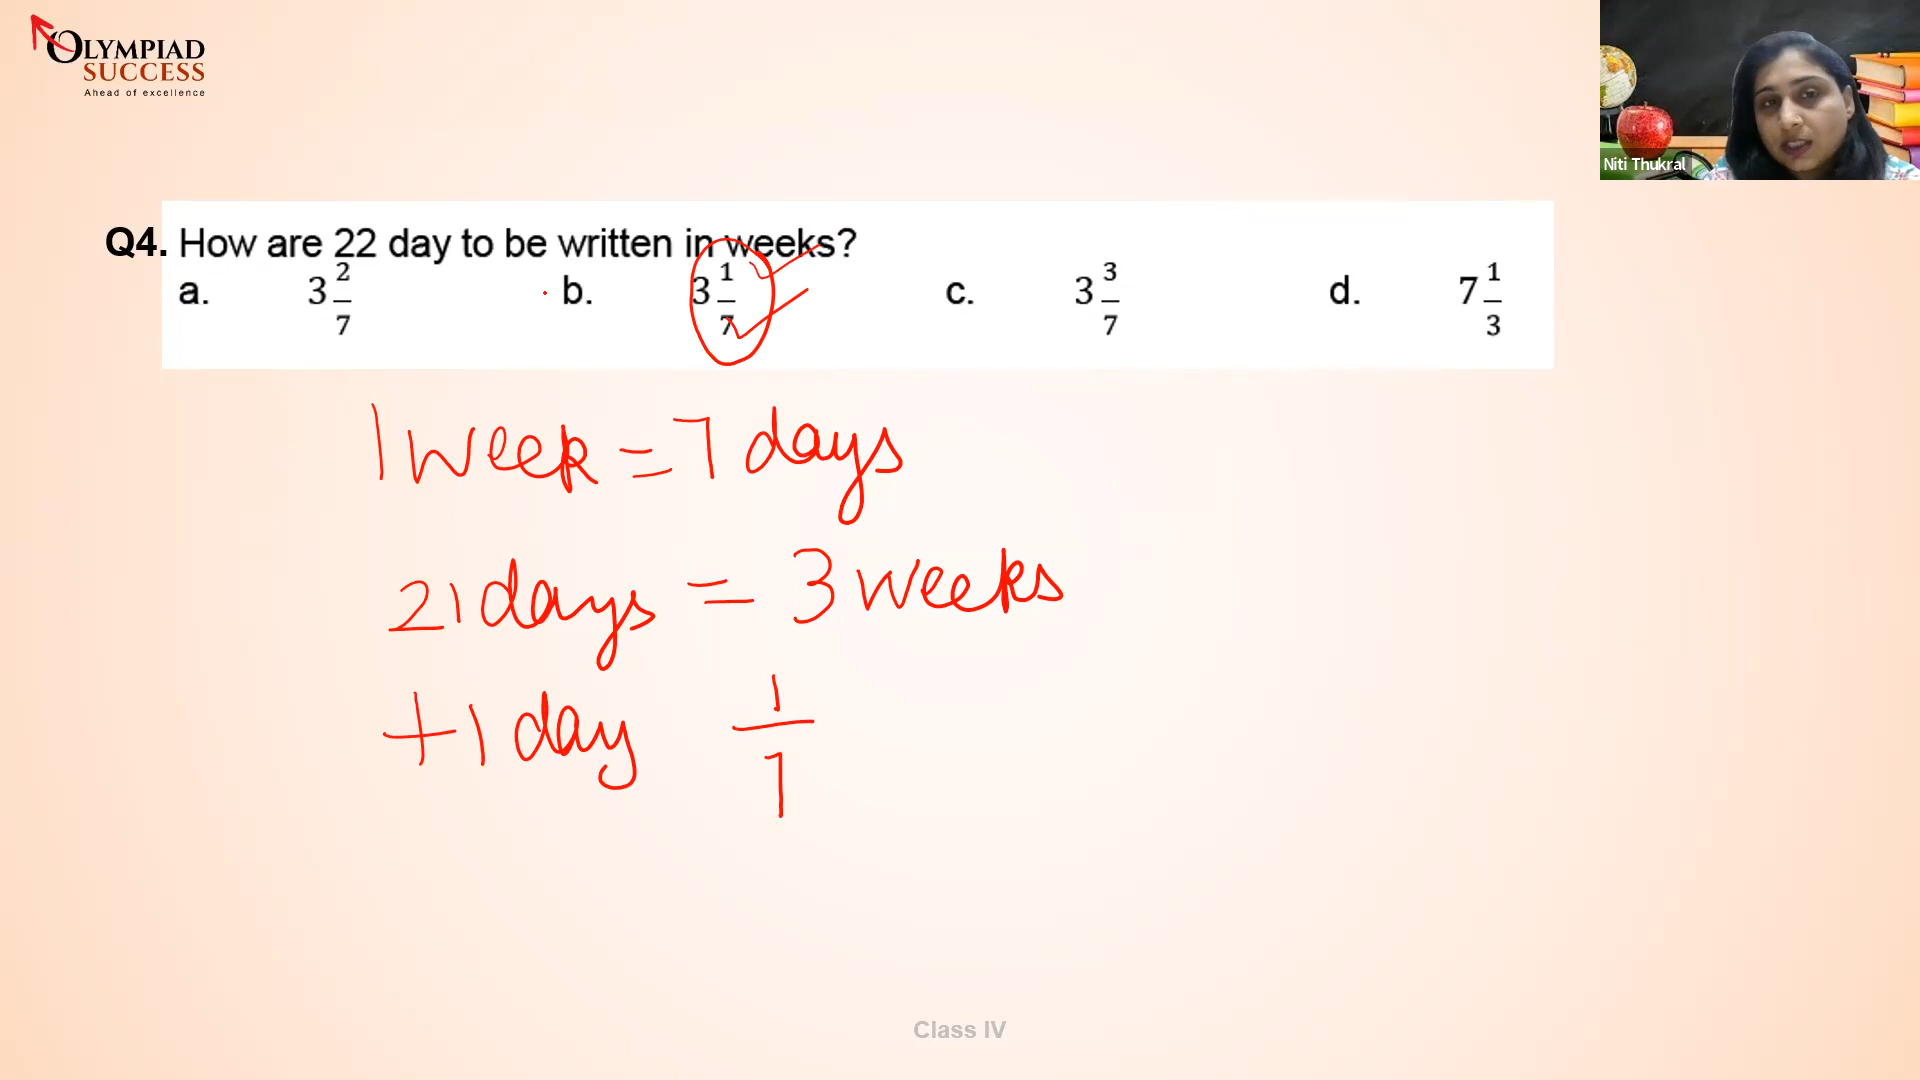 OLYMPIAD
SUCCESS
Ahead of excellence
Niti Thukral
Q4. How are 22 day to be written in weeks?
a. 3 2/7 b. 3 1/7 c. 3 3/7 d. 7 1/3
1 week = 7 days
21 days = 3 weeks
+1 day 1/7
Class IV